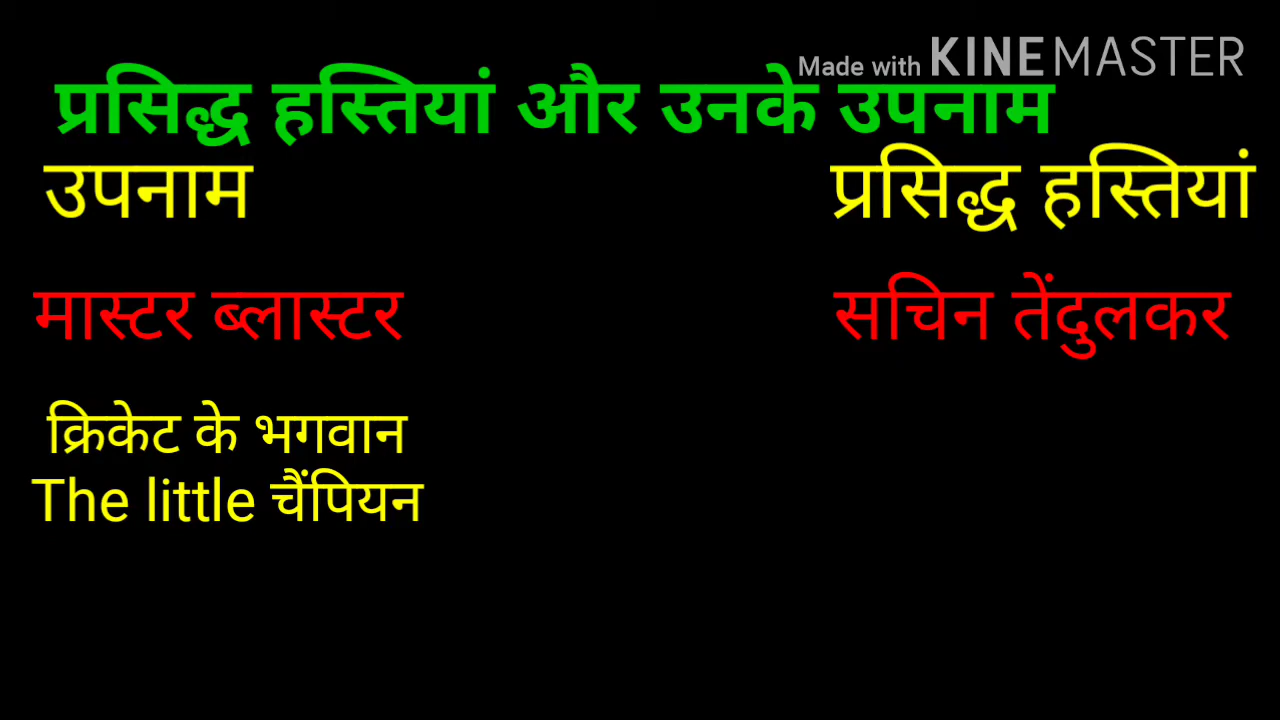 Made with KINEMASTER
प्रसिद्ध हस्तियां और उनके उपनाम
उपनाम प्रसिद्ध हस्तियां
मास्टर ब्लास्टर सचिन तेंदुलकर
क्रिकेट के भगवान
The little चैंपियन